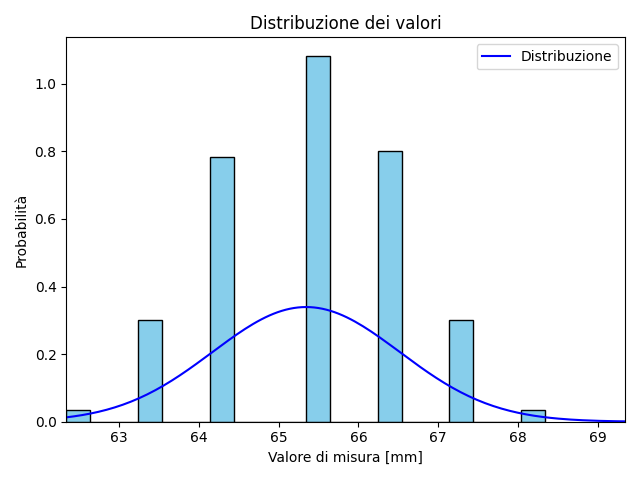 Distribuzione dei valori
Distribuzione
1.0
0.8
0.6
0.4
0.2
0.0
Probabilità
63 64 65 66 67 68 69
Valore di misura [mm]